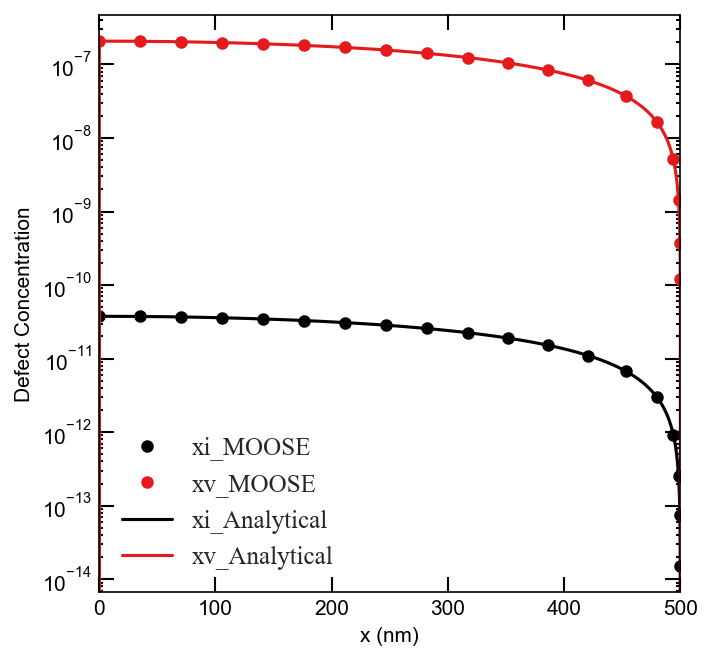 10⁻⁷
10⁻⁸
10⁻⁹
10⁻¹⁰
10⁻¹¹
10⁻¹²
10⁻¹³
10⁻¹⁴
Defect Concentration
xi_MOOSE
xv_MOOSE
xi_Analytical
xv_Analytical
0 100 200 300 400 500
x (nm)